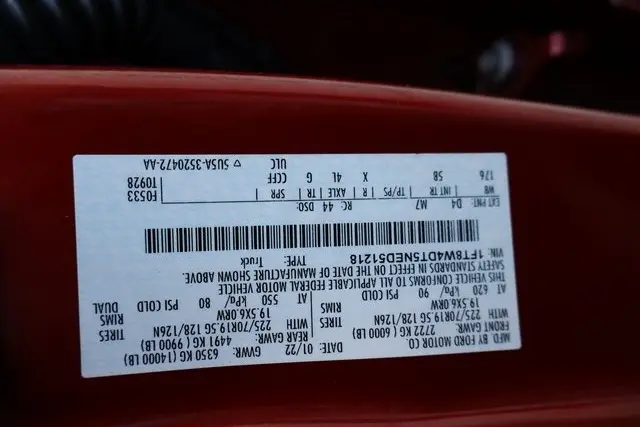 MFD. BY FORD MOTOR CO.
DATE: 01/22 GVWR: 6350 KG (14000 LB)
FRONT GAWR: 2722 KG (6000 LB) REAR GAWR: 4491 KG (9900 LB)
WITH 225/70R19.5G 128/126N TIRES WITH 225/70R19.5G 128/126N TIRES
19.5X6.0RW RIMS 19.5X6.0RW RIMS
620 kPa/ 90 PSI COLD 550 kPa/ 80 PSI COLD DUAL
THIS VEHICLE CONFORMS TO ALL APPLICABLE FEDERAL MOTOR VEHICLE
SAFETY STANDARDS IN EFFECT ON THE DATE OF MANUFACTURE SHOWN ABOVE.
VIN: 1FT8W4DT5NED51218 TYPE: Truck
EXT PNT: D4 M7 RC: 44 DSO: F0533
WB INT TR TP/PS R AXLE TR SPR T0928
176 5B X 4L G CCFF
ULC
5U5A-3520472-AA